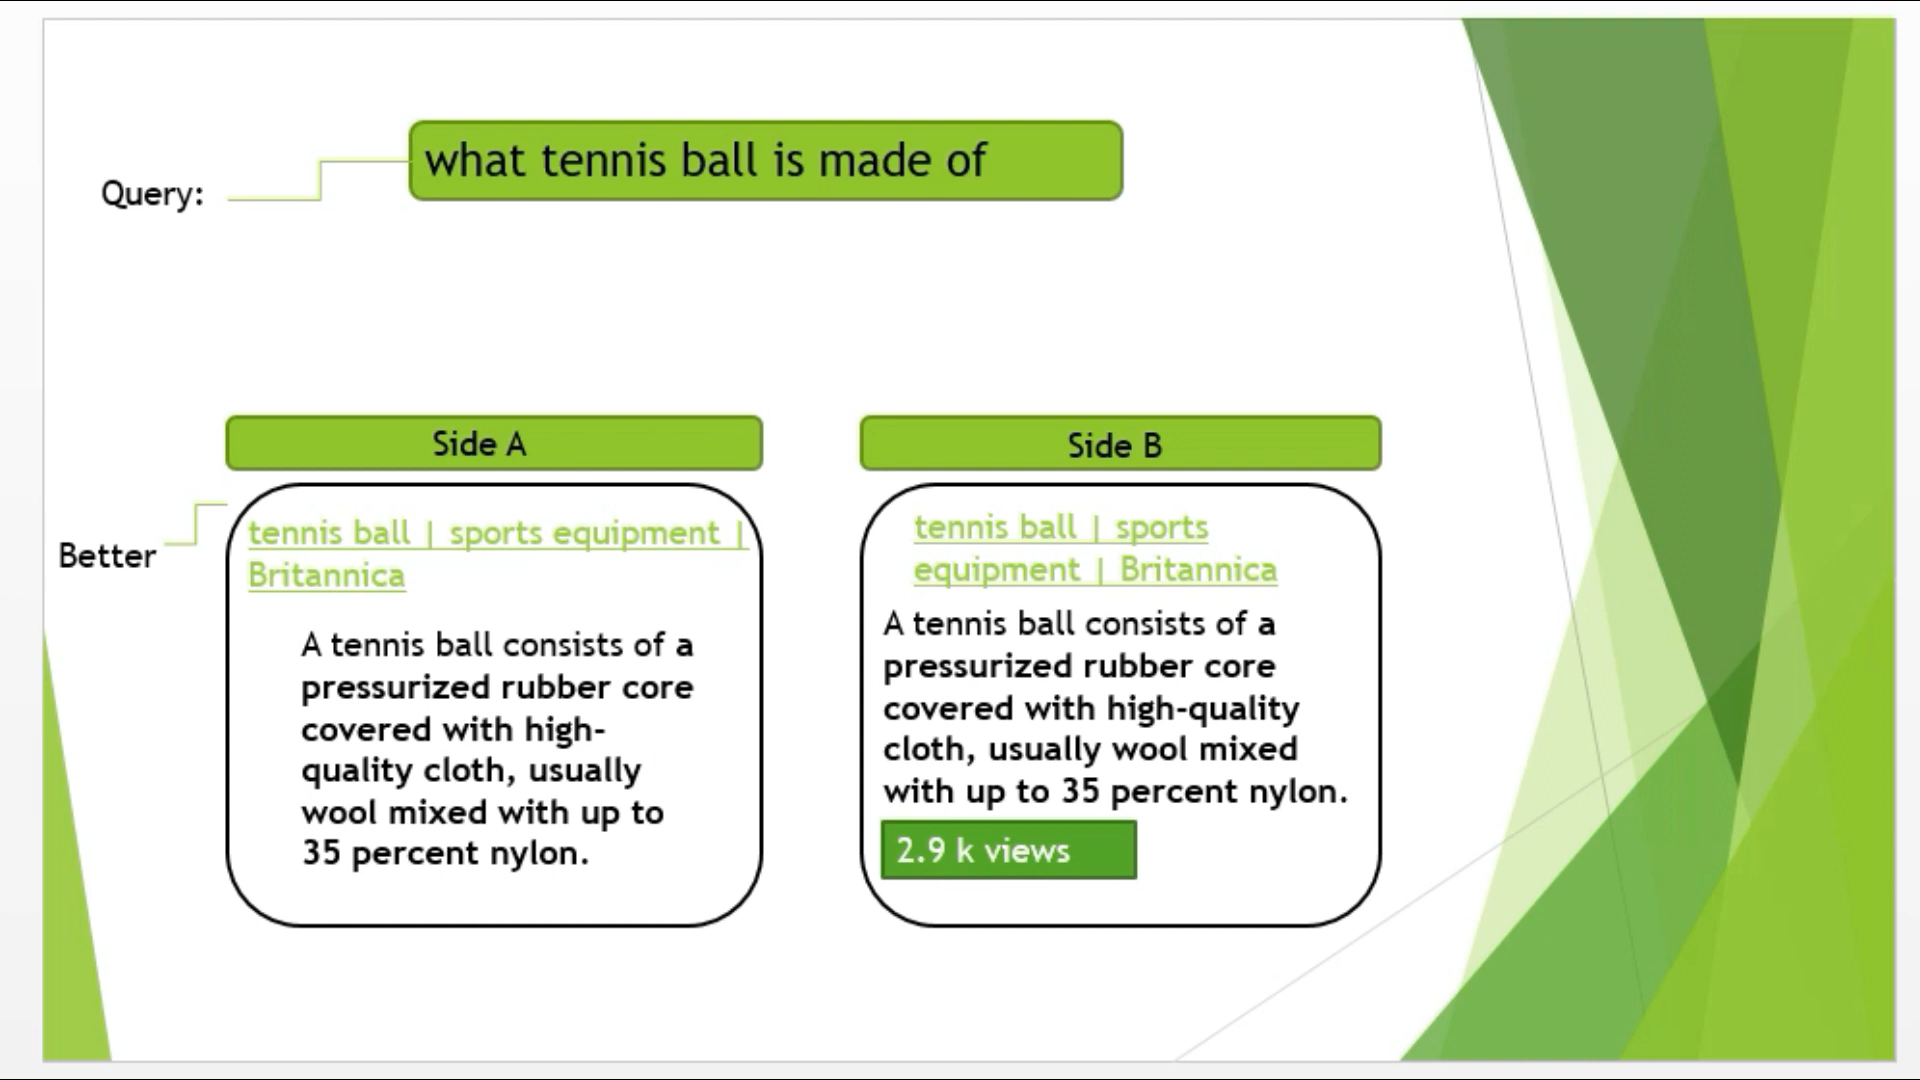 what tennis ball is made of
Query:
Side A
Side B
Better
tennis ball | sports equipment |
Britannica
A tennis ball consists of a
pressurized rubber core
covered with high-
quality cloth, usually
wool mixed with up to
35 percent nylon.
tennis ball | sports
equipment | Britannica
A tennis ball consists of a
pressurized rubber core
covered with high-quality
cloth, usually wool mixed
with up to 35 percent nylon.
2.9 k views